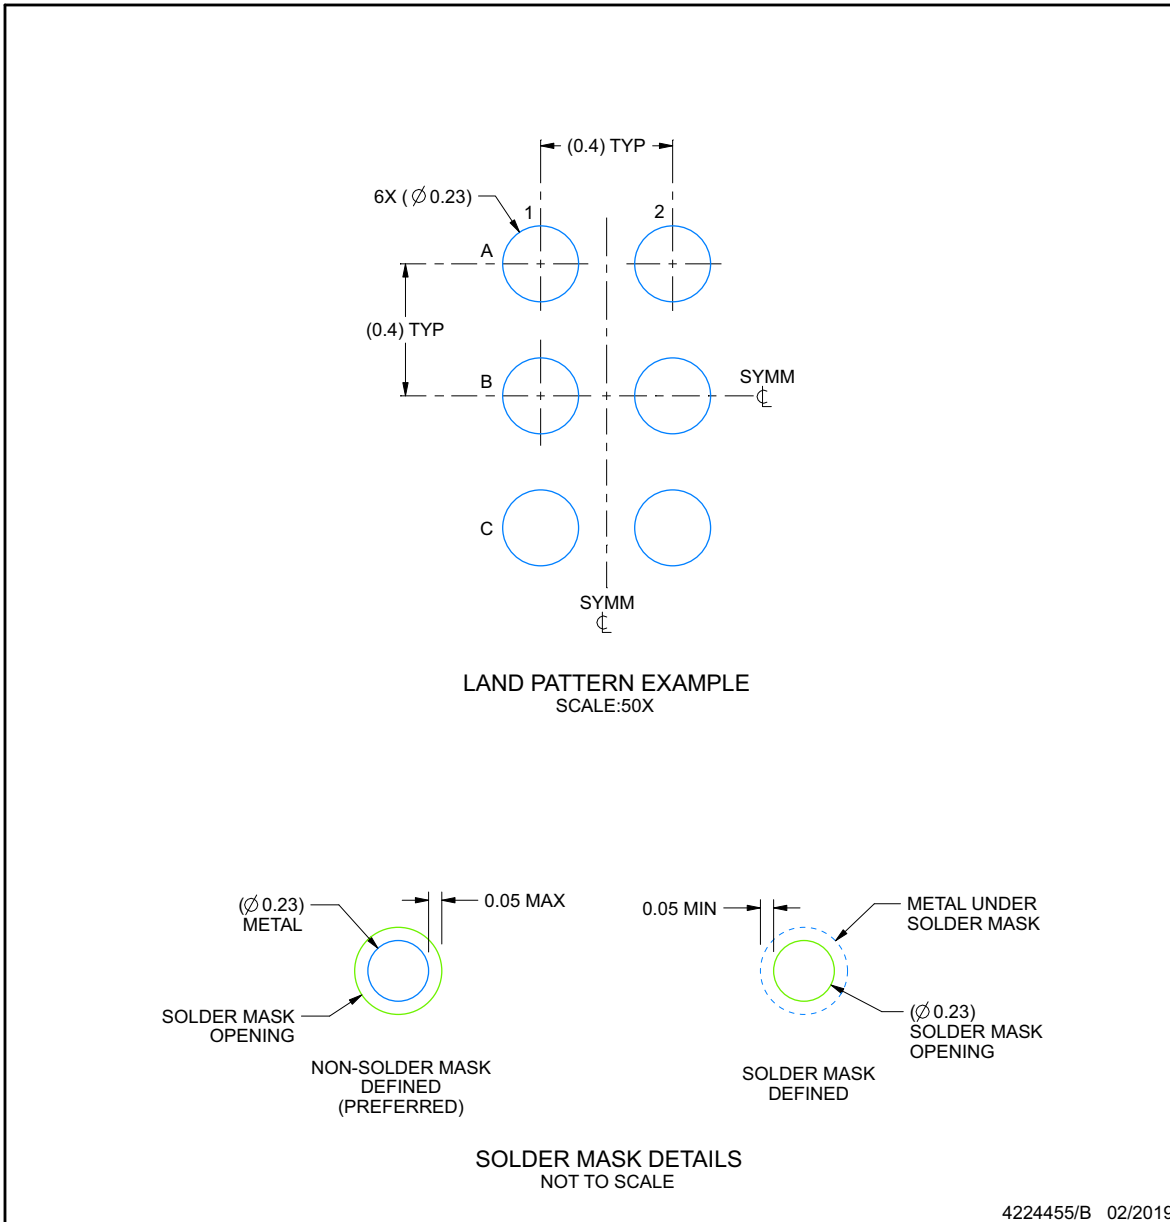 (0.4) TYP
6X ( ∅ 0.23)
1
2
A
(0.4) TYP
B
SYMM
℄
C
SYMM
℄
LAND PATTERN EXAMPLE
SCALE:50X
(∅ 0.23)
METAL
0.05 MAX
SOLDER MASK
OPENING
NON-SOLDER MASK
DEFINED
(PREFERRED)
0.05 MIN
METAL UNDER
SOLDER MASK
(∅ 0.23)
SOLDER MASK
OPENING
SOLDER MASK
DEFINED
SOLDER MASK DETAILS
NOT TO SCALE
4224455/B 02/2019